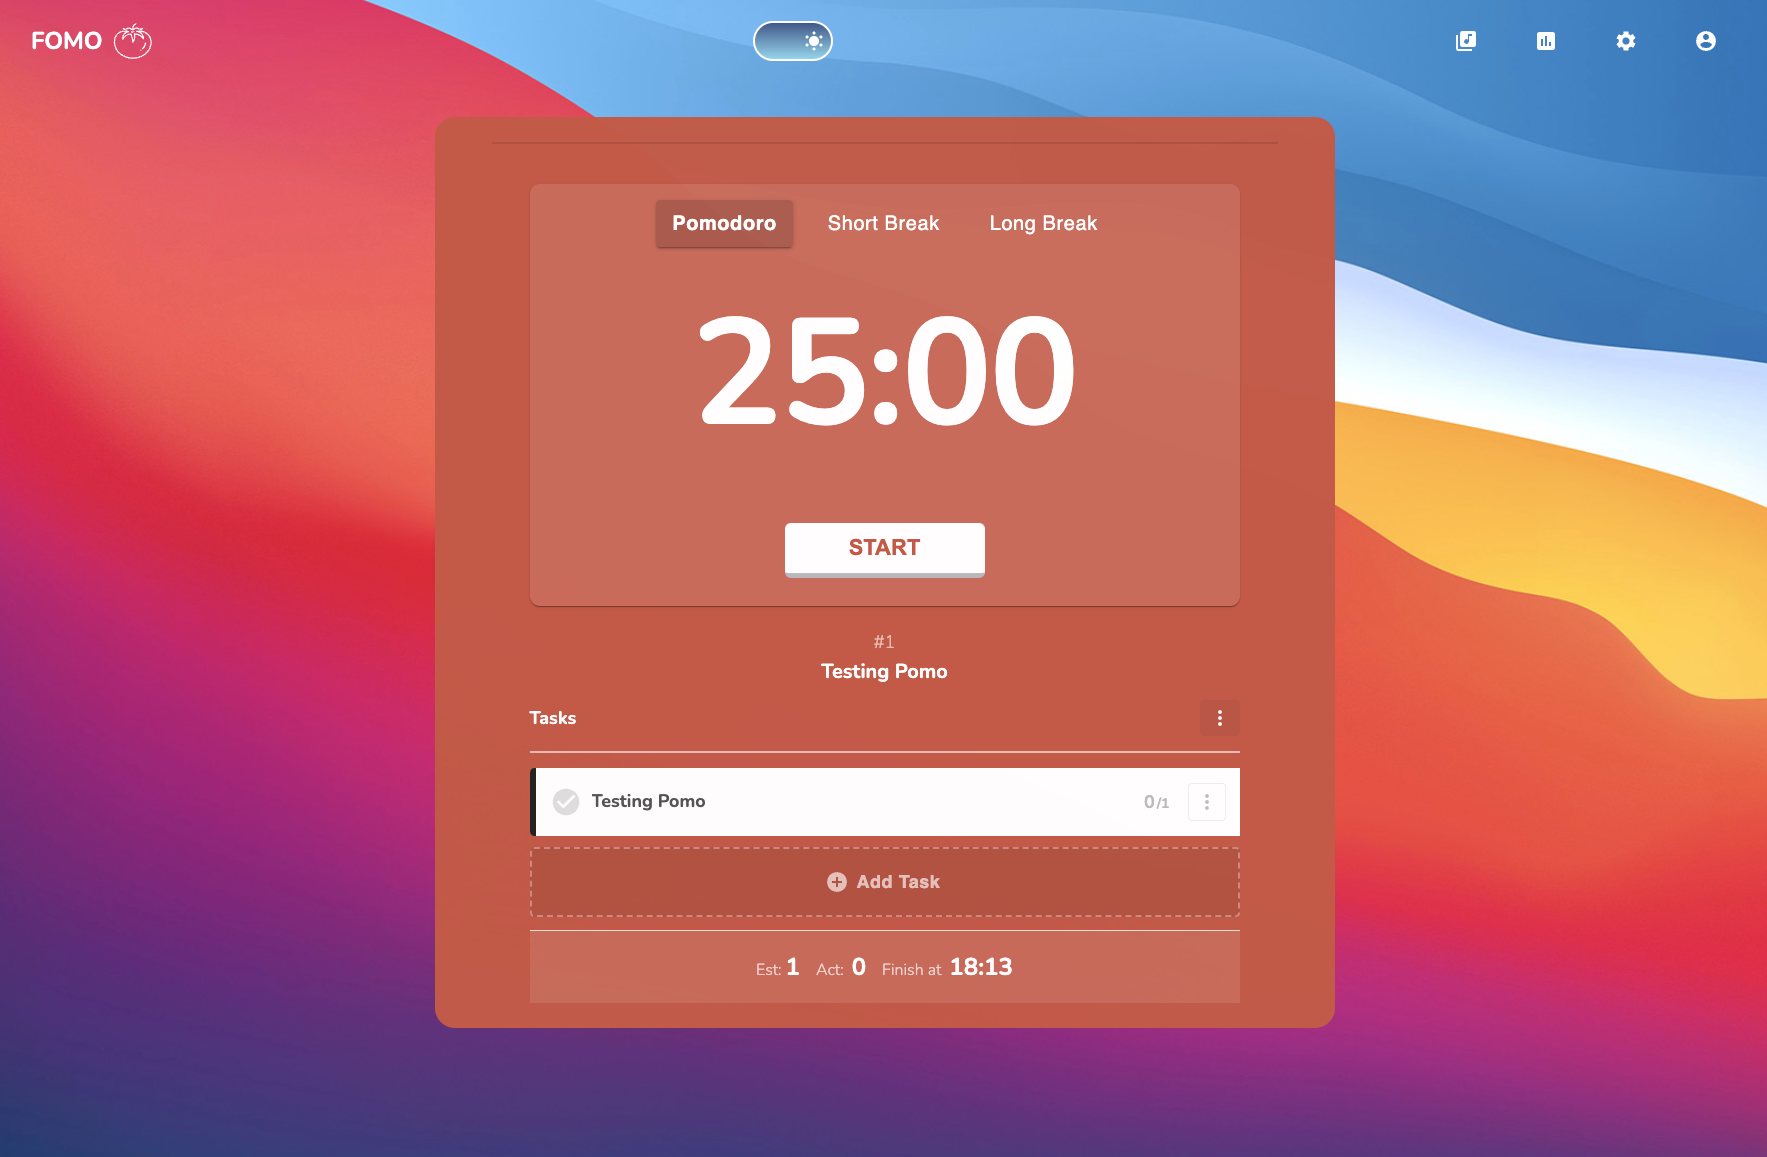 FOMO
Pomodoro Short Break Long Break
25:00
START
#1
Testing Pomo
Tasks
Testing Pomo 0/1
Add Task
Est: 1 Act: 0 Finish at 18:13